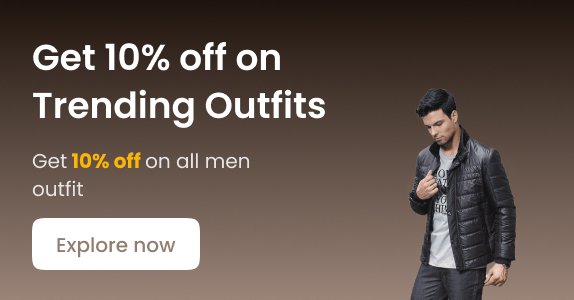 Get 10% off on
Trending Outfits
Get 10% off on all men
outfit
Explore now